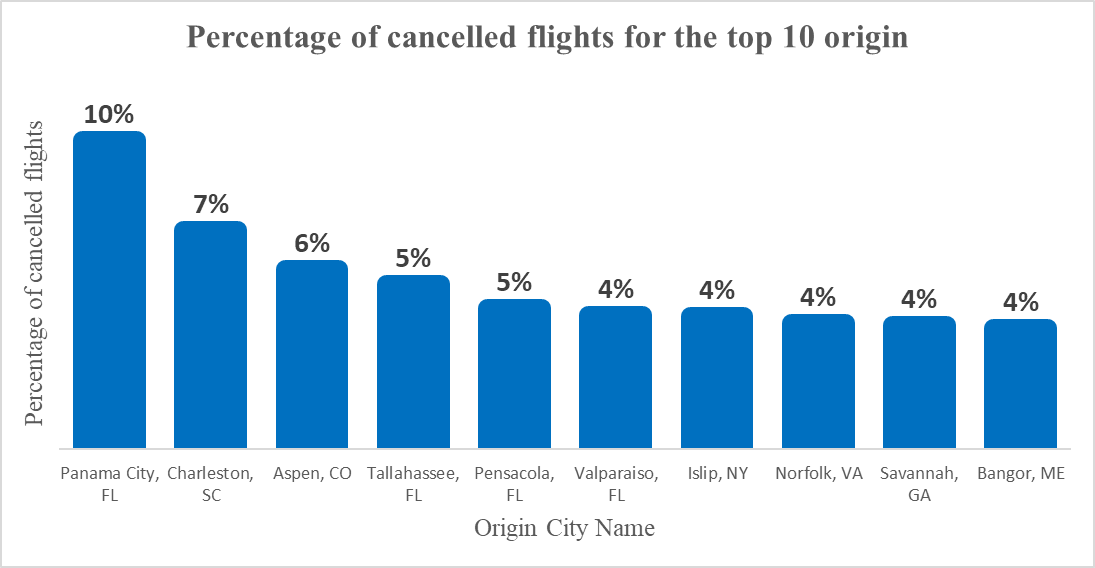 Percentage of cancelled flights for the top 10 origin
Percentage of cancelled flights
10%
7%
6%
5%
5%
4%
4%
4%
4%
4%
Panama City,
FL
Charleston,
SC
Aspen, CO
Tallahassee,
FL
Pensacola,
FL
Valparaiso,
FL
Islip, NY
Norfolk, VA
Savannah,
GA
Bangor, ME
Origin City Name